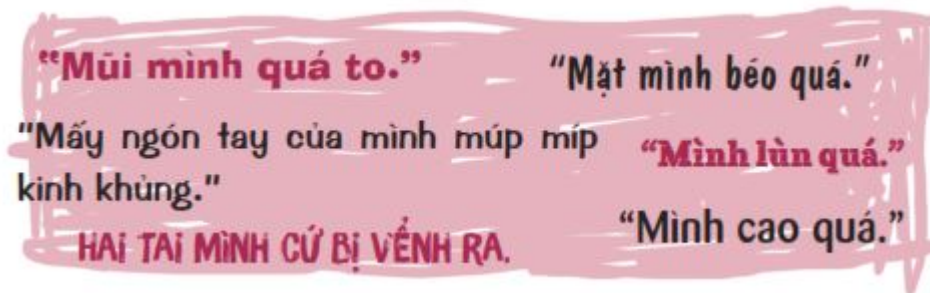 “Mũi mình quá to.”
“Mặt mình béo quá.”
"Mấy ngón tay của mình múp míp
kinh khủng."
“Mình lùn quá.”
“Mình cao quá.”
HAI TAI MÌNH CỨ BỊ VỂNH RA.